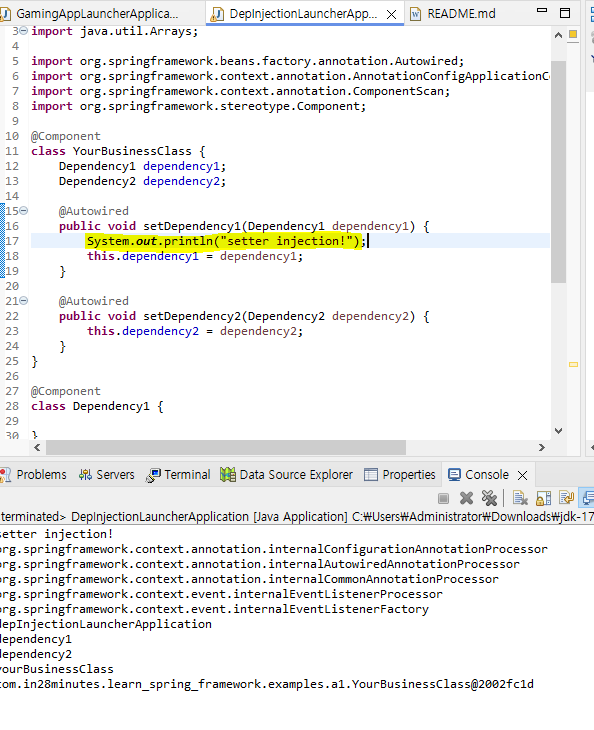 GamingAppLauncherApplica... DepInjectionLauncherApp... README.md
3 import java.util.Arrays;
4
5 import org.springframework.beans.factory.annotation.Autowired;
6 import org.springframework.context.annotation.AnnotationConfigApplicationCo
7 import org.springframework.context.annotation.ComponentScan;
8 import org.springframework.stereotype.Component;
9
10 @Component
11 class YourBusinessClass {
12 Dependency1 dependency1;
13 Dependency2 dependency2;
14
15 @Autowired
16 public void setDependency1(Dependency1 dependency1) {
17 System.out.println("setter injection!");
18 this.dependency1 = dependency1;
19 }
20
21 @Autowired
22 public void setDependency2(Dependency2 dependency2) {
23 this.dependency2 = dependency2;
24 }
25 }
26
27 @Component
28 class Dependency1 {
29
30 }
Problems Servers Terminal Data Source Explorer Properties Console
terminated> DepInjectionLauncherApplication [Java Application] C:₩Users₩Administrator₩Downloads₩jdk-17
setter injection!
org.springframework.context.annotation.internalConfigurationAnnotationProcessor
org.springframework.context.annotation.internalAutowiredAnnotationProcessor
org.springframework.context.annotation.internalCommonAnnotationProcessor
org.springframework.context.event.internalEventListenerProcessor
org.springframework.context.event.internalEventListenerFactory
depInjectionLauncherApplication
dependency1
dependency2
yourBusinessClass
com.in28minutes.learn_spring_framework.examples.a1.YourBusinessClass@2002fc1d